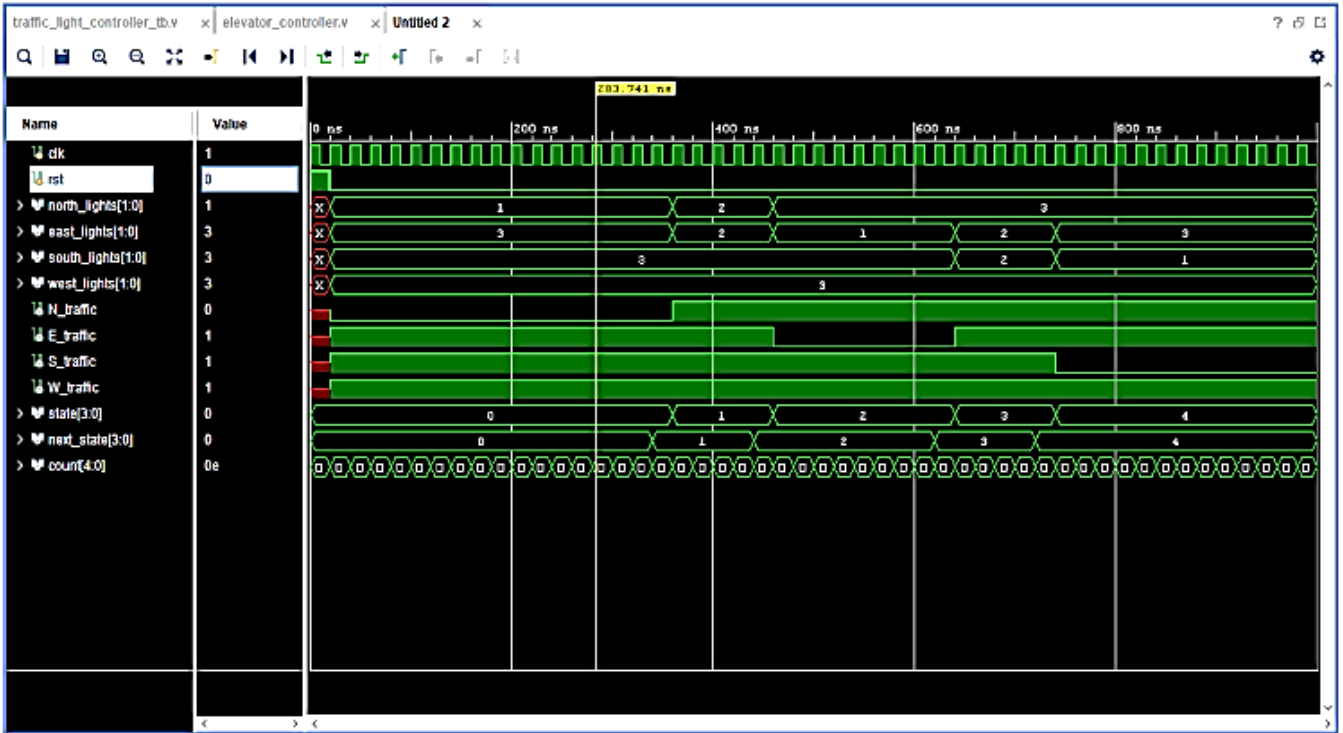 traffic_light_controller_tb.v × elevator_controller.v × Untitled 2 ×
283.741 ns
Name Value 0 ns 200 ns 400 ns 600 ns 800 ns
clk 1
rst 0
north_lights[1:0] 1 X 1 2 3
east_lights[1:0] 3 X 3 2 1 2 3
south_lights[1:0] 3 X 3 2 1
west_lights[1:0] 3 X 3
N_traffic 0
E_traffic 1
S_traffic 1
W_traffic 1
state[3:0] 0 0 1 2 3 4
next_state[3:0] 0 0 1 2 3 4
count[4:0] 0e